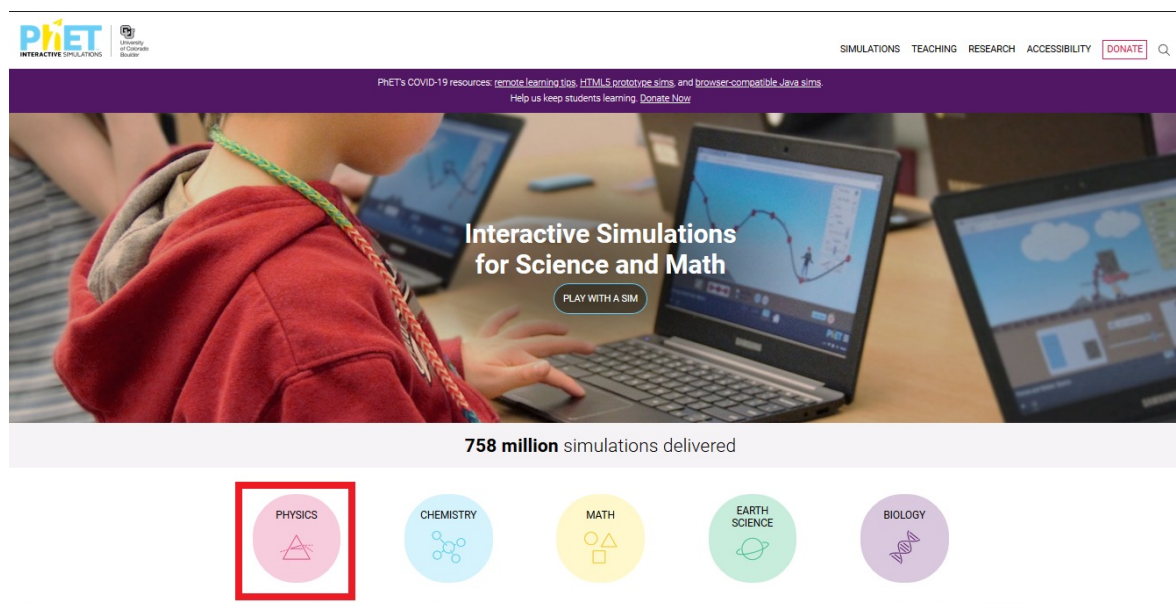 PhET
INTERACTIVE SIMULATIONS
University
of Colorado
Boulder
SIMULATIONS TEACHING RESEARCH ACCESSIBILITY DONATE
PhET's COVID-19 resources: remote learning tips, HTML5 prototype sims, and browser-compatible Java sims.
Help us keep students learning. Donate Now
Interactive Simulations
for Science and Math
PLAY WITH A SIM
758 million simulations delivered
PHYSICS
CHEMISTRY
MATH
EARTH
SCIENCE
BIOLOGY